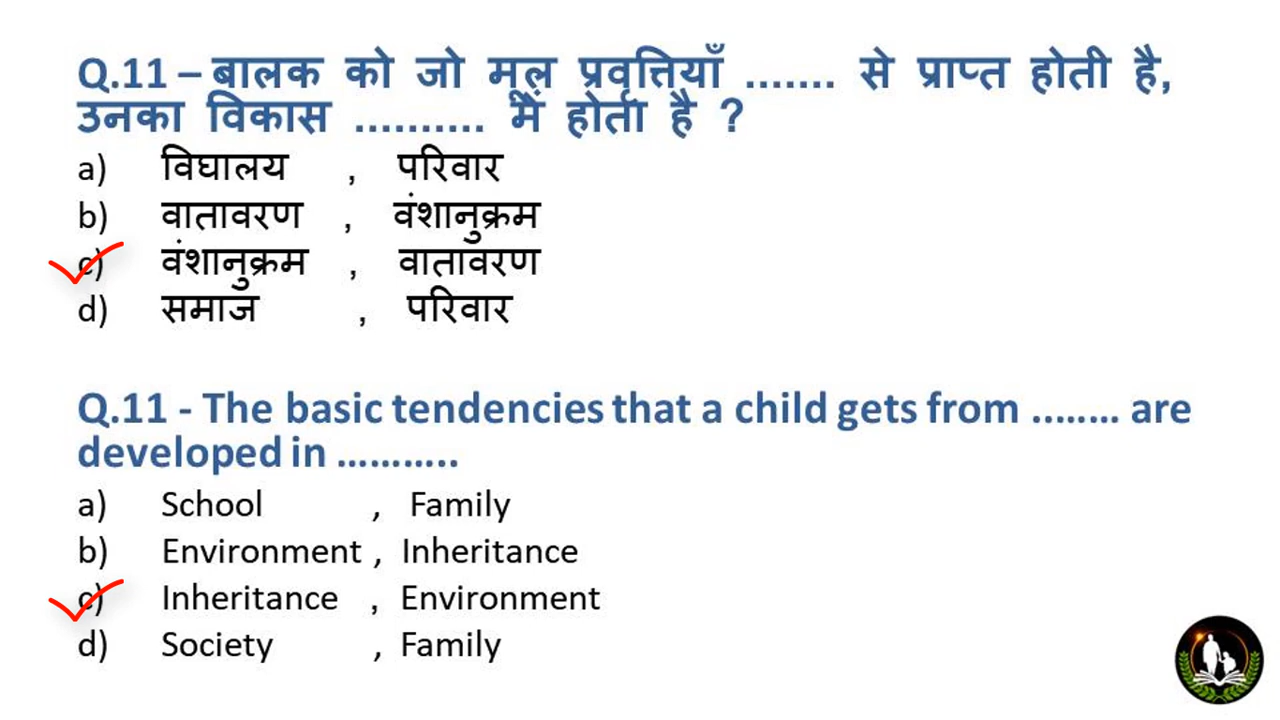 Q.11 – बालक को जो मूल प्रवृत्तियाँ ....... से प्राप्त होती है,
उनका विकास .......... में होता है ?
a) विघालय , परिवार
b) वातावरण , वंशानुक्रम
c) वंशानुक्रम , वातावरण
d) समाज , परिवार
Q.11 - The basic tendencies that a child gets from ........ are
developed in ...........
a) School , Family
b) Environment , Inheritance
c) Inheritance , Environment
d) Society , Family